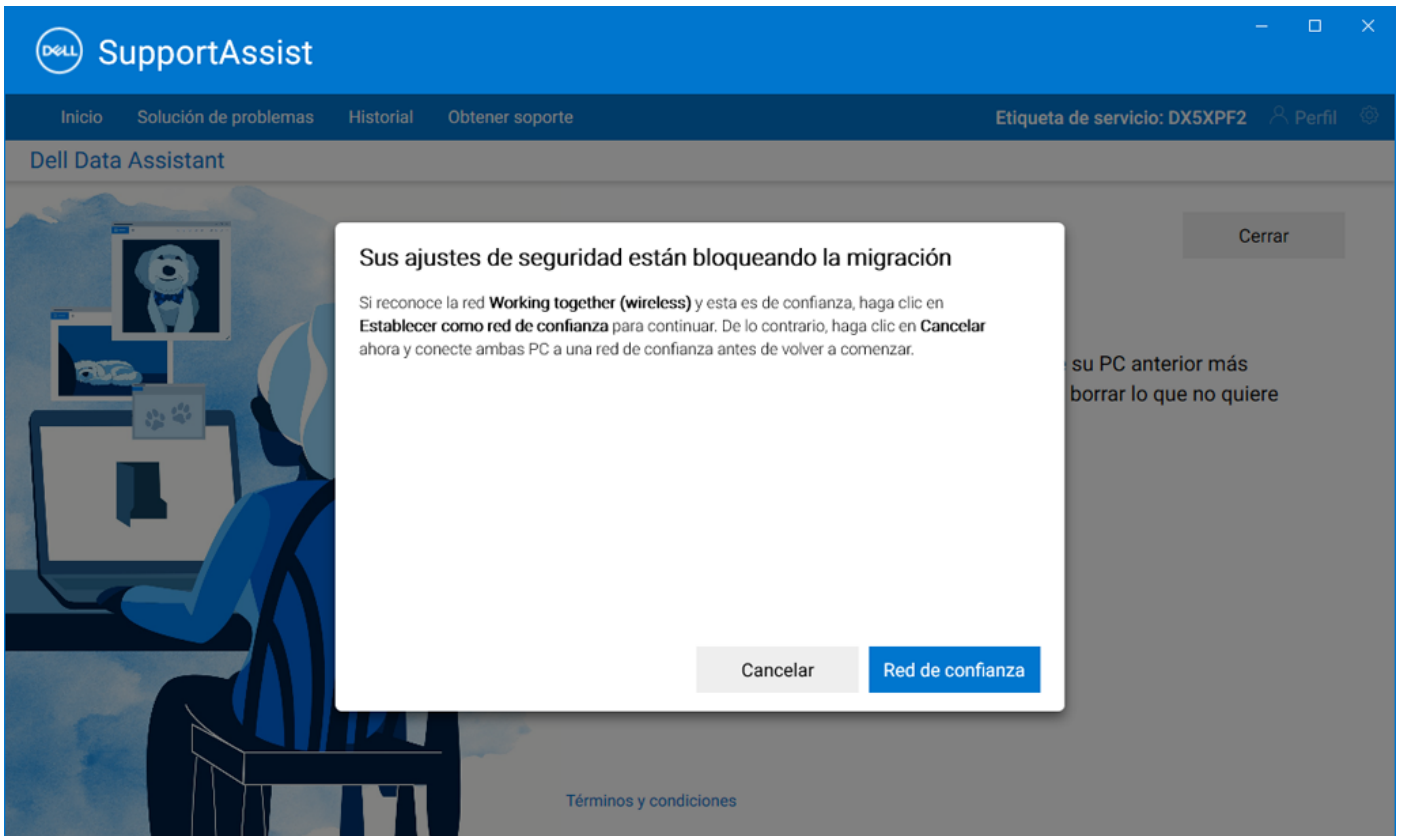 DELL
SupportAssist
Inicio Solución de problemas Historial Obtener soporte Etiqueta de servicio: DX5XPF2 Perfil
Dell Data Assistant
Cerrar
Sus ajustes de seguridad están bloqueando la migración
Si reconoce la red Working together (wireless) y esta es de confianza, haga clic en
Establecer como red de confianza para continuar. De lo contrario, haga clic en Cancelar
ahora y conecte ambas PC a una red de confianza antes de volver a comenzar.
su PC anterior más
borrar lo que no quiere
Cancelar Red de confianza
Términos y condiciones